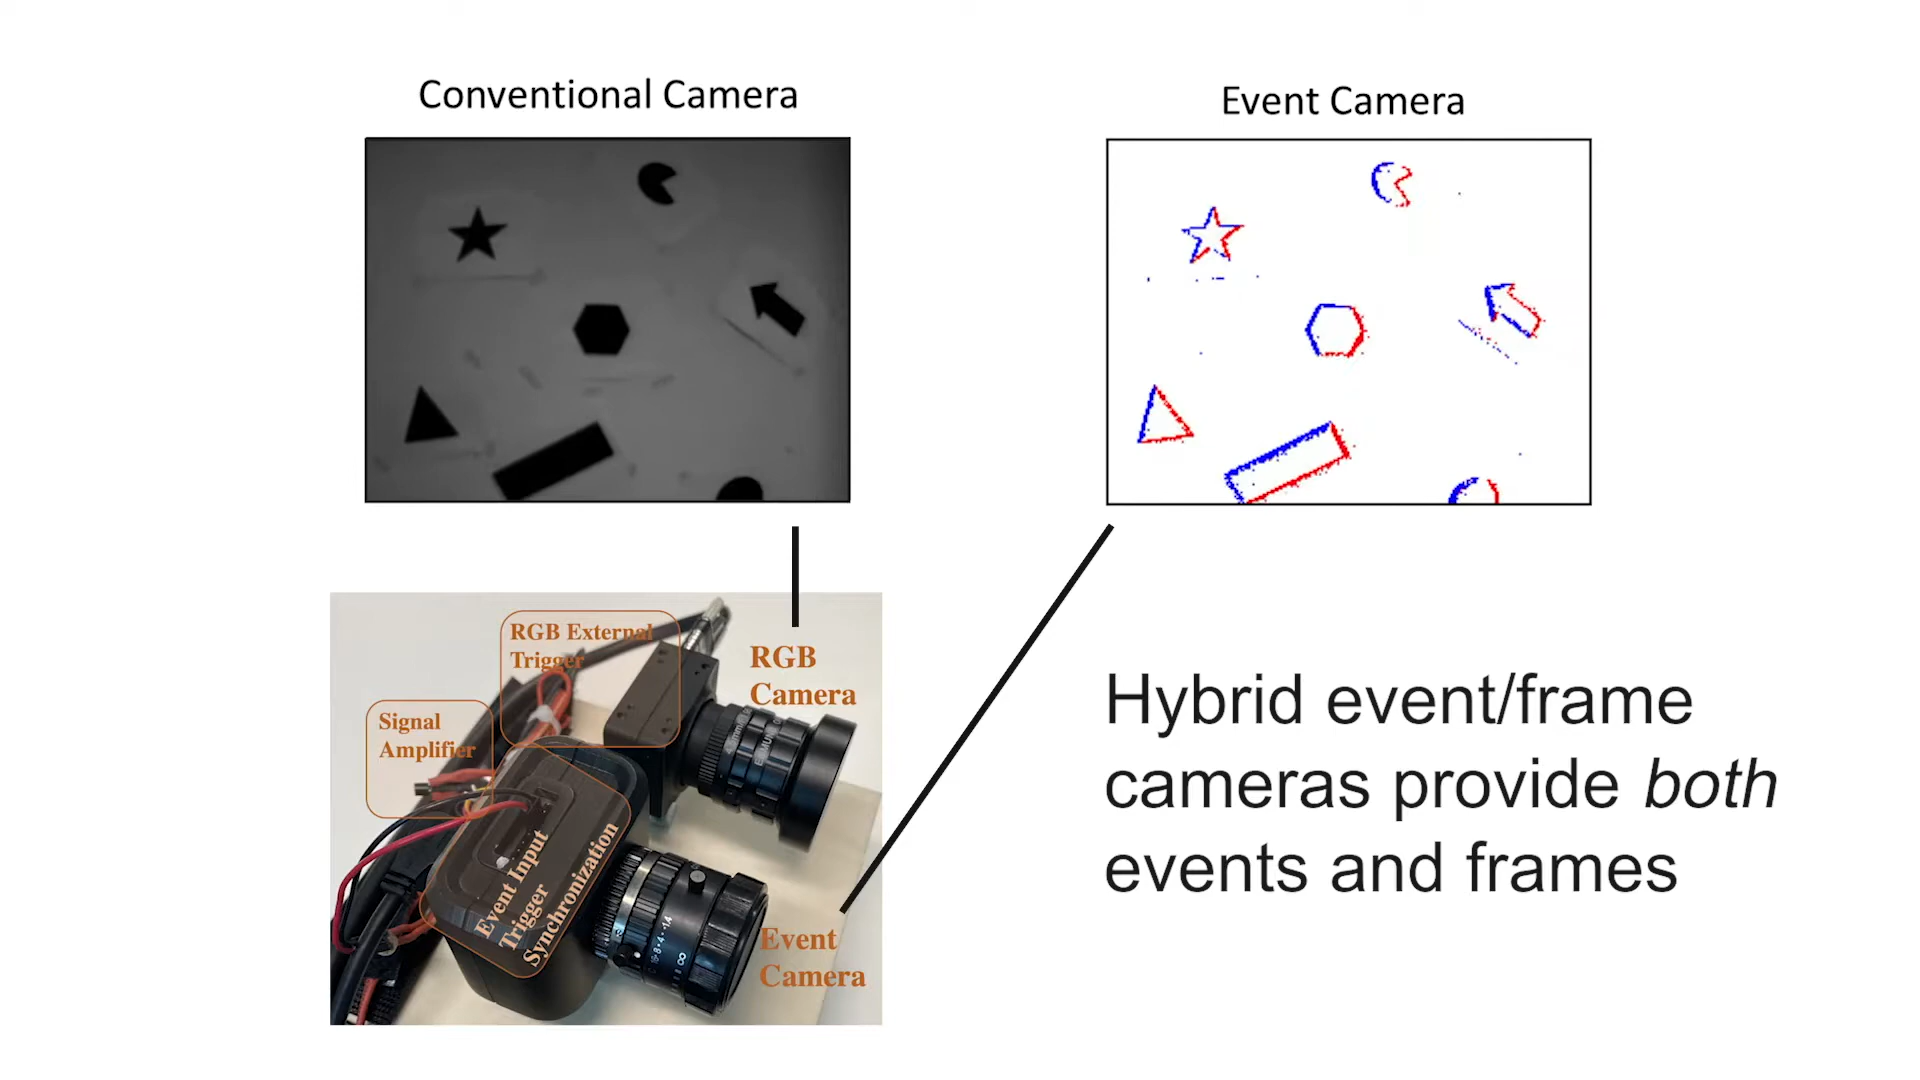 Conventional Camera
Event Camera
RGB External
Trigger
RGB
Camera
Signal
Amplifier
Event Input
Trigger
Synchronization
Event
Camera
Hybrid event/frame
cameras provide both
events and frames